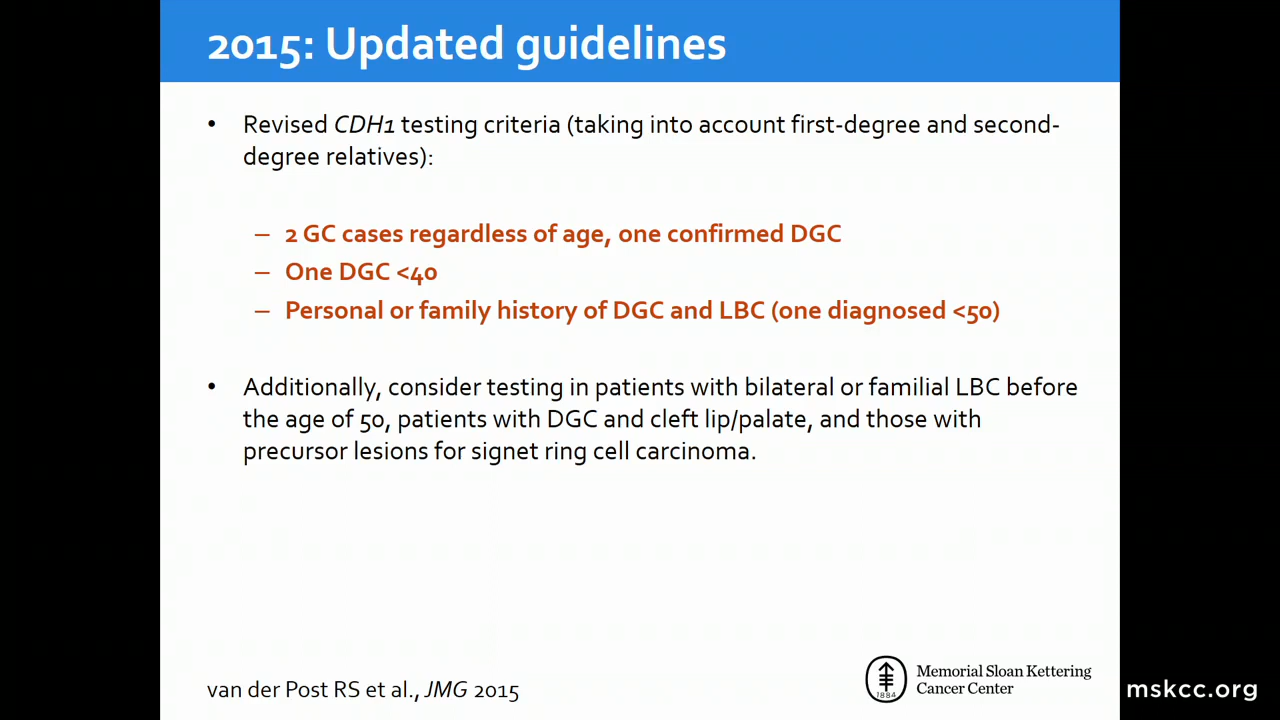 2015: Updated guidelines
• Revised CDH1 testing criteria (taking into account first-degree and second-
degree relatives):
– 2 GC cases regardless of age, one confirmed DGC
– One DGC <40
– Personal or family history of DGC and LBC (one diagnosed <50)
• Additionally, consider testing in patients with bilateral or familial LBC before
the age of 50, patients with DGC and cleft lip/palate, and those with
precursor lesions for signet ring cell carcinoma.
van der Post RS et al., JMG 2015
1884
Memorial Sloan Kettering
Cancer Center
mskcc.org